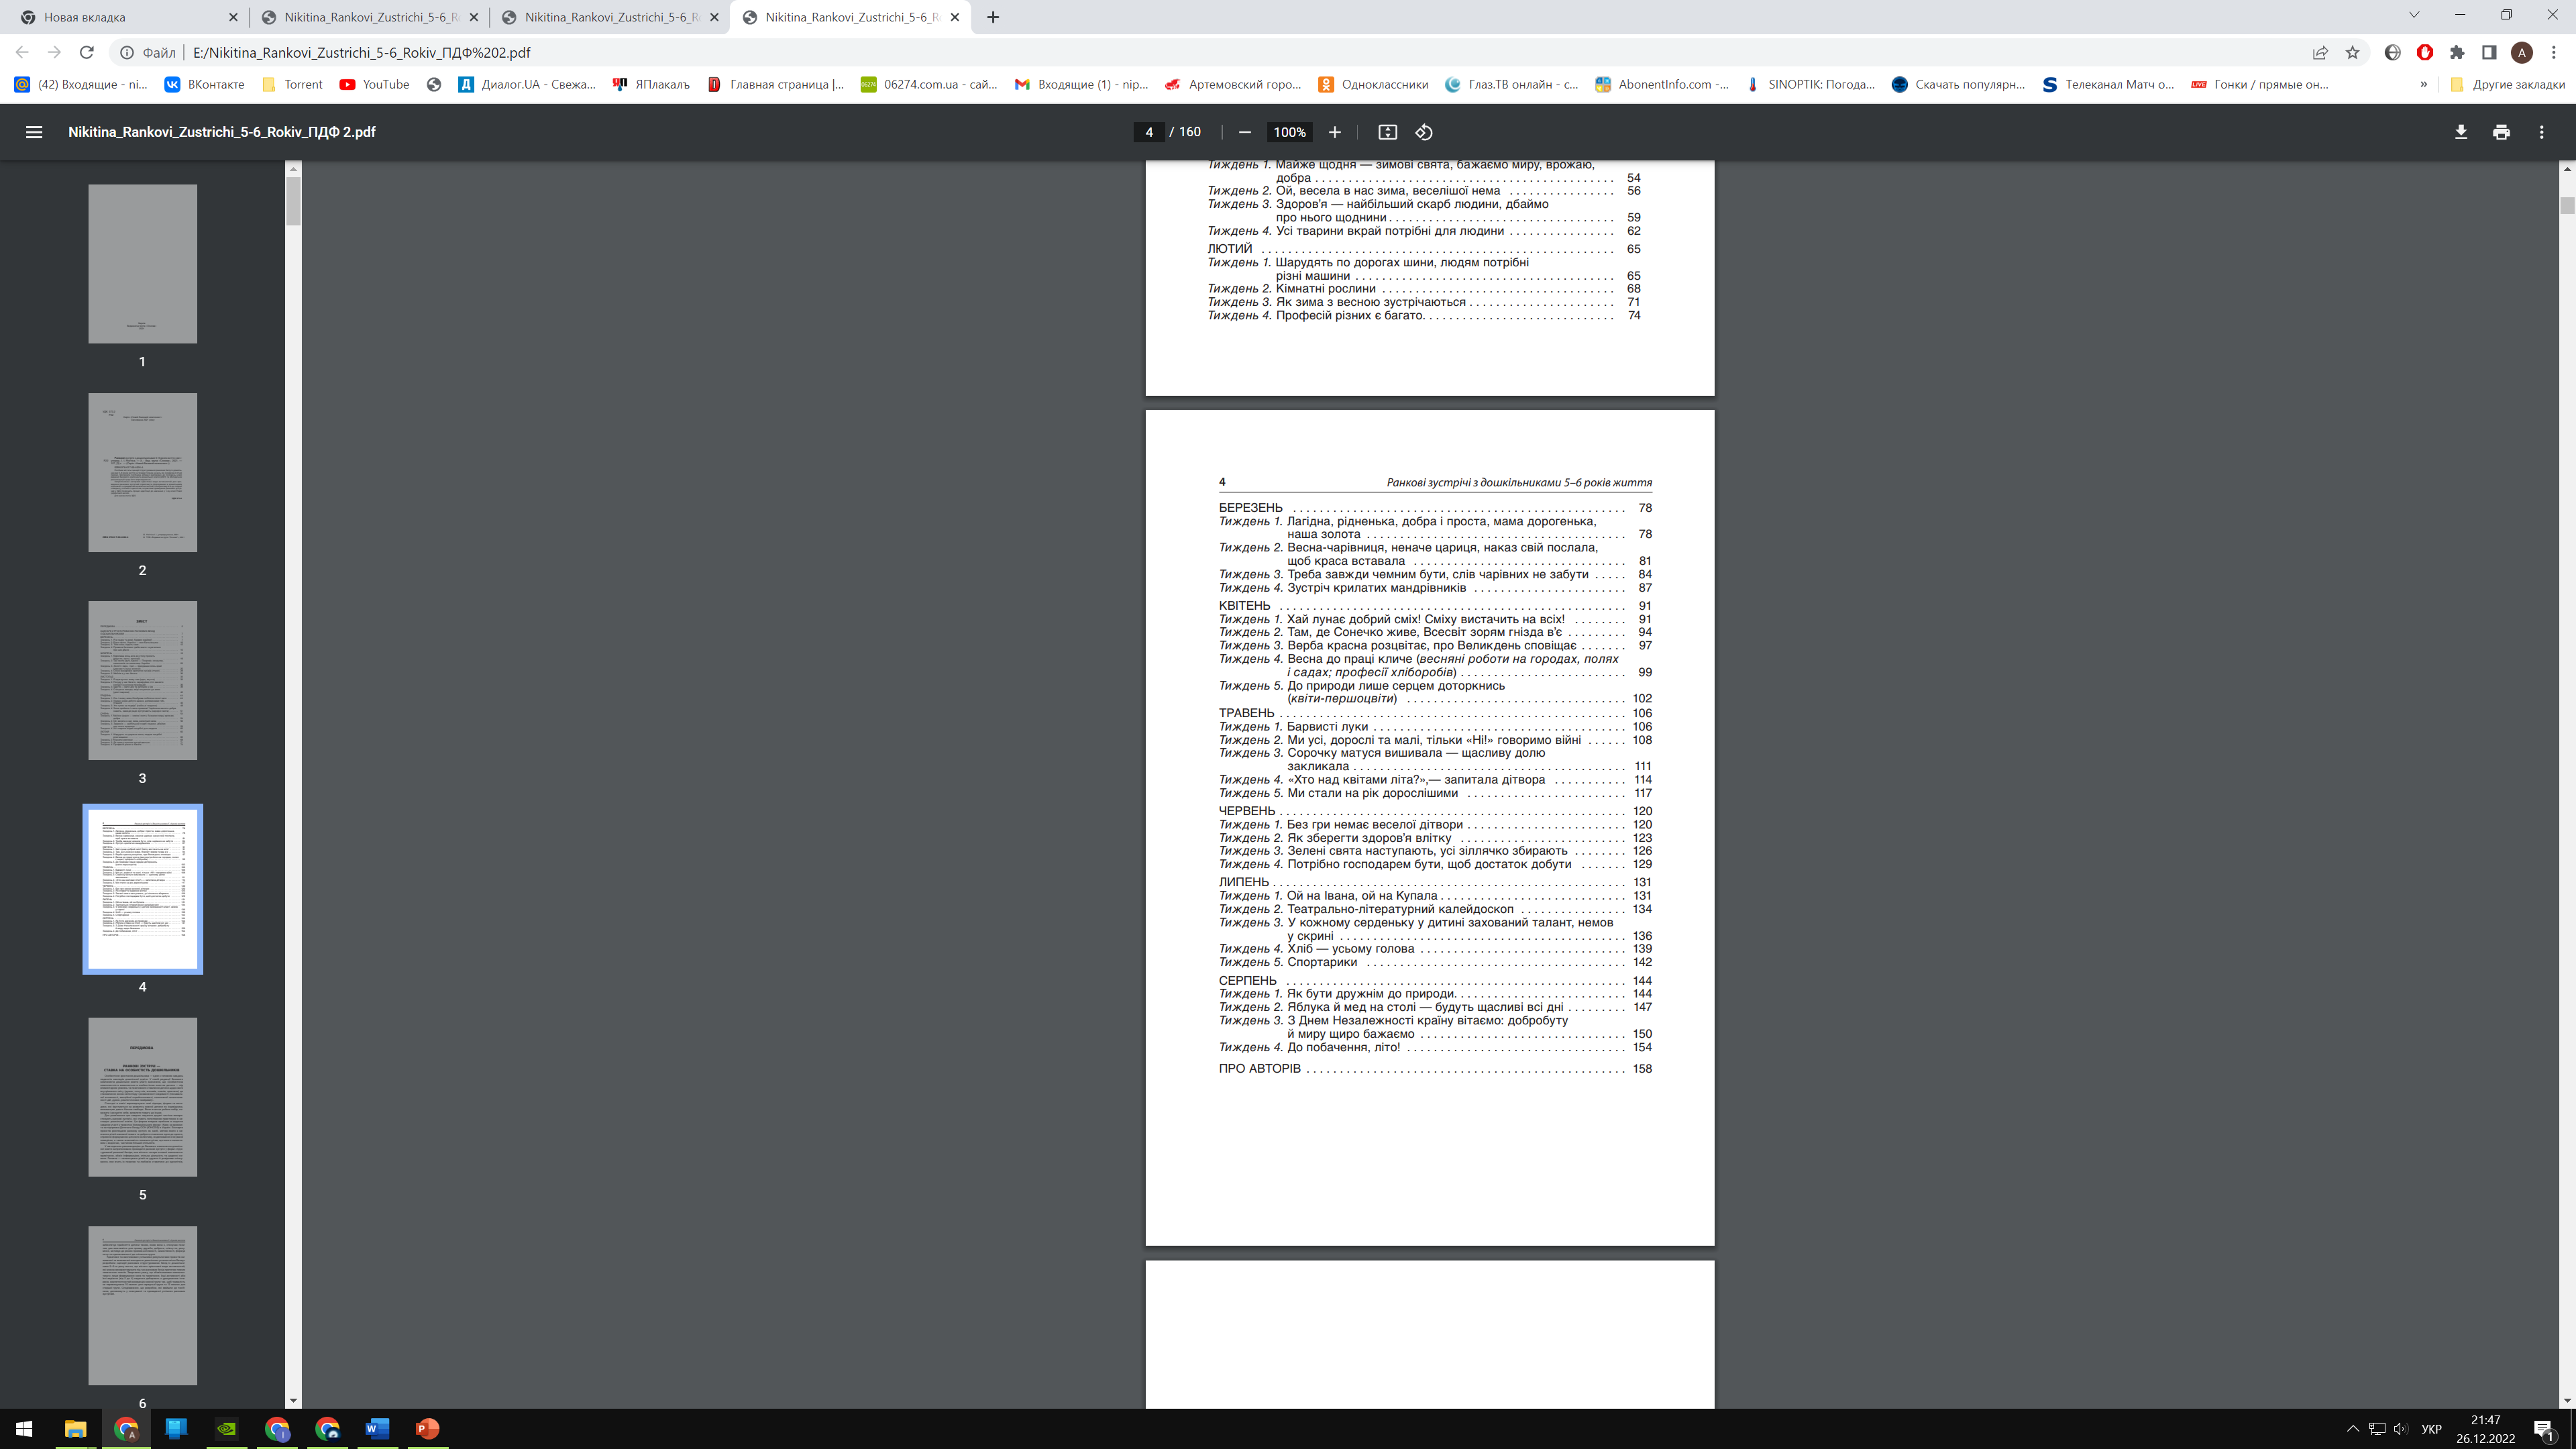 Новая вкладка
Nikitina_Rankovi_Zustrichi_5-6_R
Nikitina_Rankovi_Zustrichi_5-6_R
Nikitina_Rankovi_Zustrichi_5-6_R
Файл
E:/Nikitina_Rankovi_Zustrichi_5-6_Rokiv_ПДФ%202.pdf
A
(42) Входящие - ni...
ВКонтакте
Torrent
YouTube
Диалог.UA - Свежа...
ЯПлакалъ
Главная страница |...
06274.com.ua - сай...
Входящие (1) - nip...
Артемовский горо...
Одноклассники
Глаз.ТВ онлайн - с...
AbonentInfo.com -...
SINOPTIK: Погода...
Скачать популярн...
Телеканал Матч о...
Гонки / прямые он...
»
Другие закладки
Nikitina_Rankovi_Zustrichi_5-6_Rokiv_ПДФ 2.pdf
4 / 160
100%
1
2
3
4
5
6
Тиждень 1. Майже щодня — зимові свята, бажаємо миру, врожаю,
добра . . . . . . . . . . 54
Тиждень 2. Ой, весела в нас зима, веселішої нема . . . . . . . . . . 56
Тиждень 3. Здоров’я — найбільший скарб людини, дбаймо
про нього щоднини . . . . . . . . . . 59
Тиждень 4. Усі тварини вкрай потрібні для людини . . . . . . . . . . 62
ЛЮТИЙ . . . . . . . . . . 65
Тиждень 1. Шарудять по дорогах шини, людям потрібні
різні машини . . . . . . . . . . 65
Тиждень 2. Кімнатні рослини . . . . . . . . . . 68
Тиждень 3. Як зима з весною зустрічаються . . . . . . . . . . 71
Тиждень 4. Професій різних є багато. . . . . . . . . . . 74
4
Ранкові зустрічі з дошкільниками 5–6 років життя
БЕРЕЗЕНЬ . . . . . . . . . . 78
Тиждень 1. Лагідна, рідненька, добра і проста, мама дорогенька,
наша золота . . . . . . . . . . 78
Тиждень 2. Весна-чарівниця, неначе цариця, наказ свій послала,
щоб краса вставала . . . . . . . . . . 81
Тиждень 3. Треба завжди чемним бути, слів чарівних не забути . . . . . 84
Тиждень 4. Зустріч крилатих мандрівників . . . . . . . . . . 87
КВІТЕНЬ . . . . . . . . . . 91
Тиждень 1. Хай лунає добрий сміх! Сміху вистачить на всіх! . . . . . . . . 91
Тиждень 2. Там, де Сонечко живе, Всесвіт зорям гнізда в’є . . . . . . . . . 94
Тиждень 3. Верба красна розцвітає, про Великдень сповіщає . . . . . . . 97
Тиждень 4. Весна до праці кличе (весняні роботи на городах, полях
і садах; професії хліборобів) . . . . . . . . . . 99
Тиждень 5. До природи лише серцем доторкнись
(квіти-першоцвіти) . . . . . . . . . . 102
ТРАВЕНЬ . . . . . . . . . . 106
Тиждень 1. Барвисті луки . . . . . . . . . . 106
Тиждень 2. Ми усі, дорослі та малі, тільки «Ні!» говоримо війні . . . . . . 108
Тиждень 3. Сорочку матуся вишивала — щасливу долю
закликала . . . . . . . . . . 111
Тиждень 4. «Хто над квітами літа?»,— запитала дітвора . . . . . . . . . . . 114
Тиждень 5. Ми стали на рік дорослішими . . . . . . . . . . 117
ЧЕРВЕНЬ . . . . . . . . . . 120
Тиждень 1. Без гри немає веселої дітвори . . . . . . . . . . 120
Тиждень 2. Як зберегти здоров’я влітку . . . . . . . . . . 123
Тиждень 3. Зелені свята наступають, усі зіллячко збирають . . . . . . . . 126
Тиждень 4. Потрібно господарем бути, щоб достаток добути . . . . . . . 129
ЛИПЕНЬ . . . . . . . . . . 131
Тиждень 1. Ой на Івана, ой на Купала . . . . . . . . . . 131
Тиждень 2. Театрально-літературний калейдоскоп . . . . . . . . . . 134
Тиждень 3. У кожному серденьку у дитині захований талант, немов
у скрині . . . . . . . . . . 136
Тиждень 4. Хліб — усьому голова . . . . . . . . . . 139
Тиждень 5. Спортарики . . . . . . . . . . 142
СЕРПЕНЬ . . . . . . . . . . 144
Тиждень 1. Як бути дружнім до природи. . . . . . . . . . . 144
Тиждень 2. Яблука й мед на столі — будуть щасливі всі дні . . . . . . . . . 147
Тиждень 3. З Днем Незалежності країну вітаємо: добробуту
й миру щиро бажаємо . . . . . . . . . . 150
Тиждень 4. До побачення, літо! . . . . . . . . . . 154
ПРО АВТОРІВ . . . . . . . . . . 158
УКР
21:47
26.12.2022
1